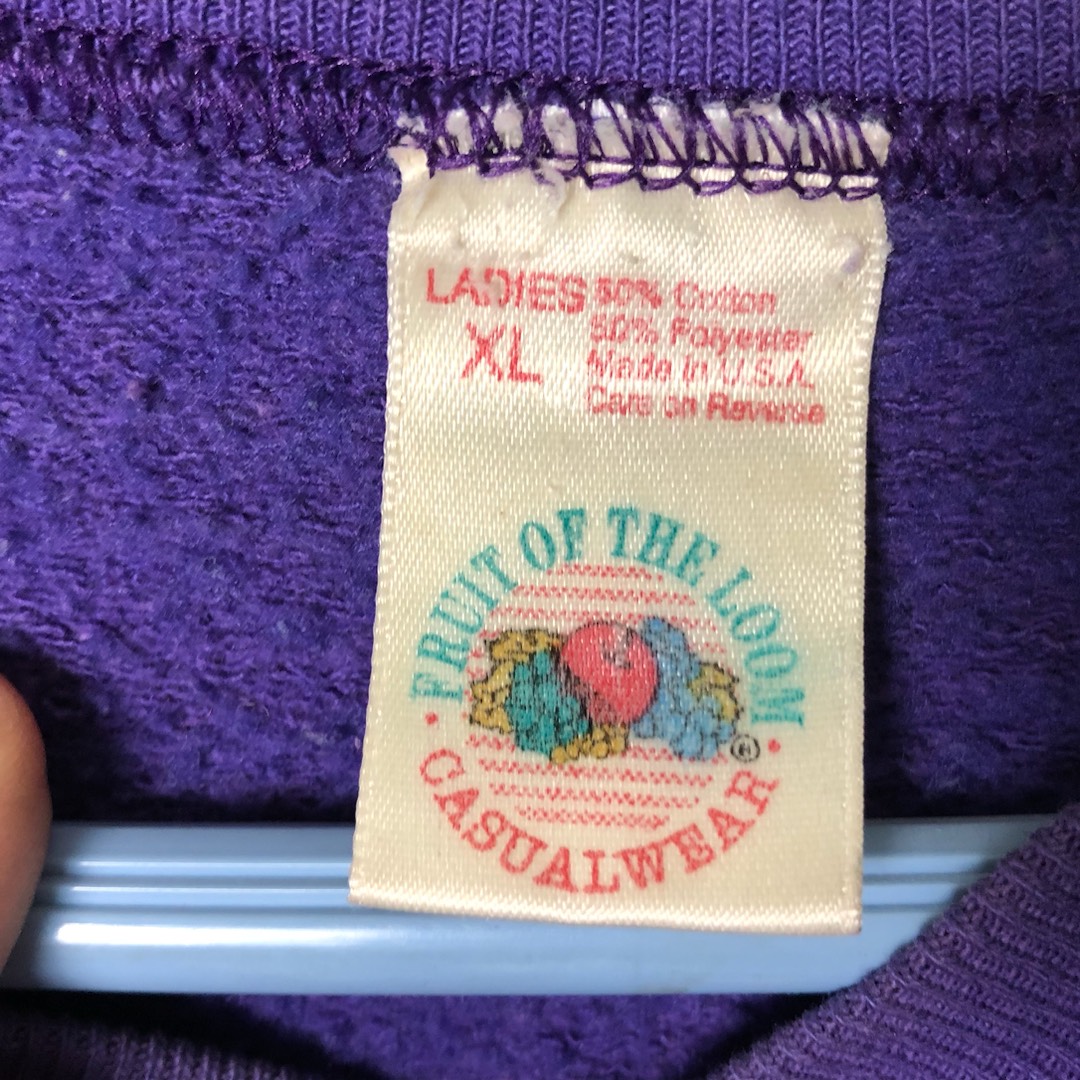 LADIES
XL
50% Cotton
50% Polyester
Made in U.S.A.
Care on Reverse
FRUIT OF THE LOOM
®
• CASUALWEAR •